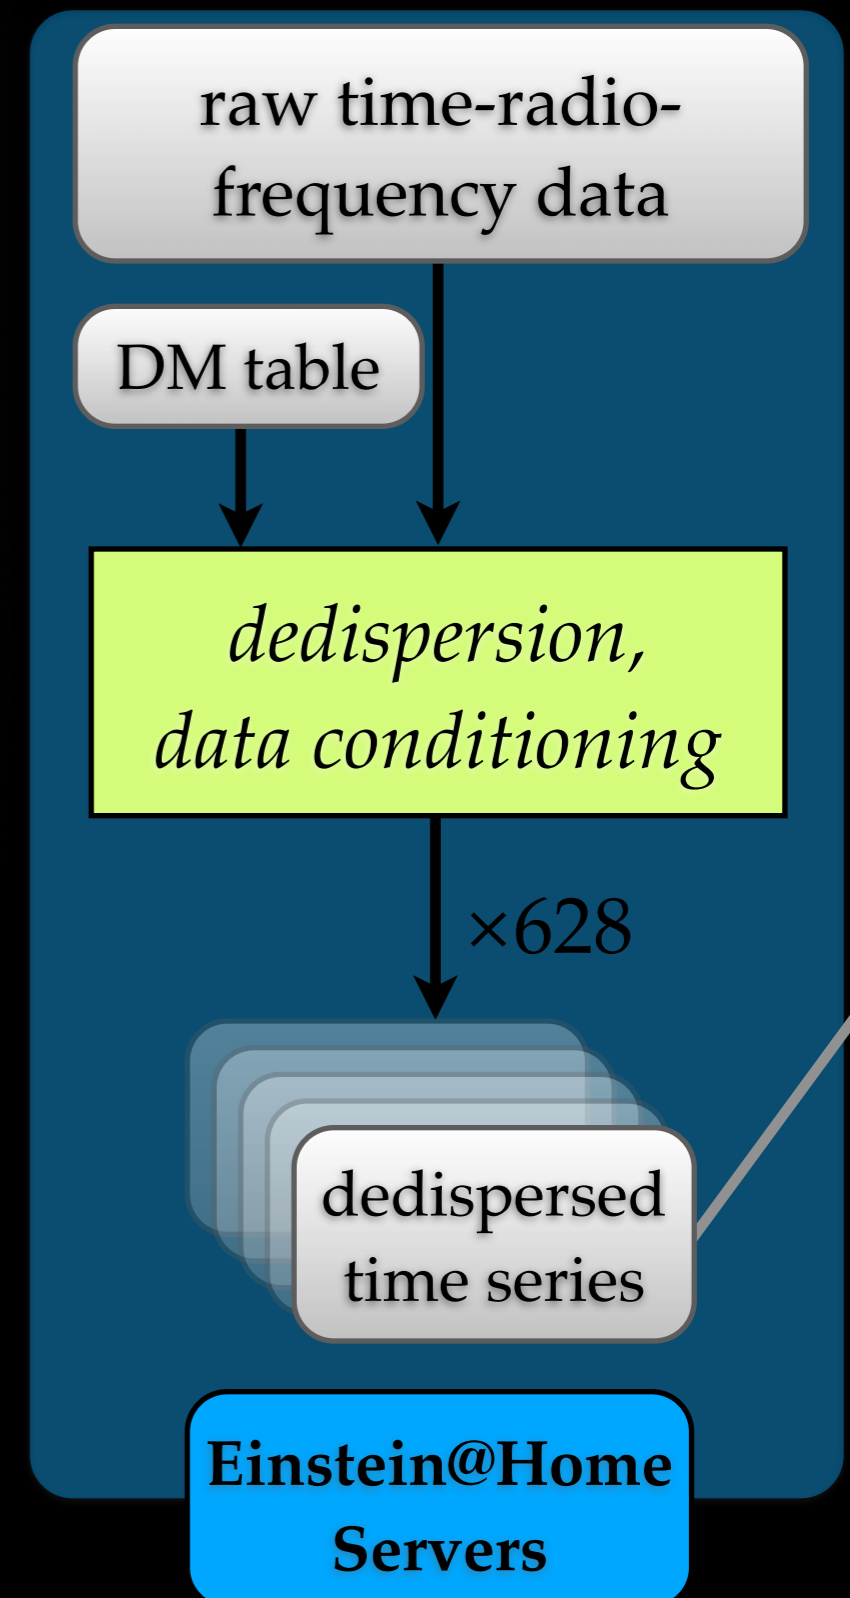 raw time-radio-
frequency data
DM table
dedispersion,
data conditioning
×628
dedispersed
time series
Einstein@Home
Servers